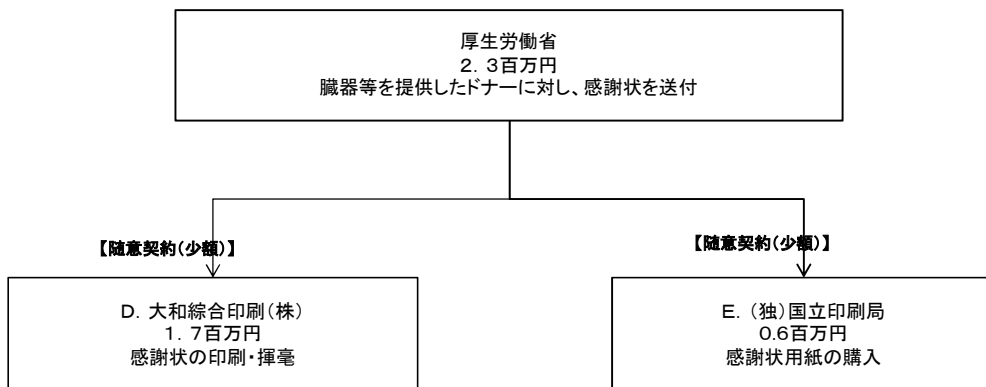 厚生労働省
２．３百万円
臓器等を提供したドナーに対し、感謝状を送付
【随意契約（少額）】
【随意契約（少額）】
D．大和綜合印刷（株）
１．７百万円
感謝状の印刷・揮毫
E．（独）国立印刷局
0.6百万円
感謝状用紙の購入